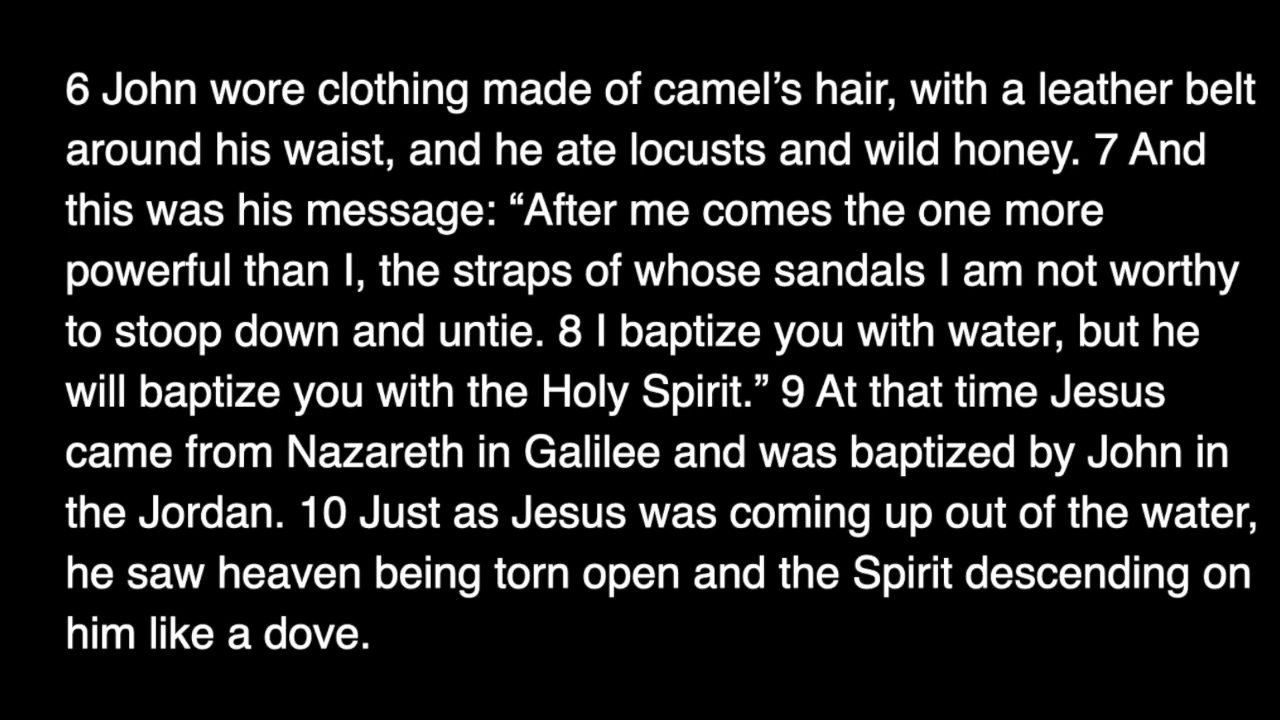 6 John wore clothing made of camel’s hair, with a leather belt
around his waist, and he ate locusts and wild honey. 7 And
this was his message: “After me comes the one more
powerful than I, the straps of whose sandals I am not worthy
to stoop down and untie. 8 I baptize you with water, but he
will baptize you with the Holy Spirit.” 9 At that time Jesus
came from Nazareth in Galilee and was baptized by John in
the Jordan. 10 Just as Jesus was coming up out of the water,
he saw heaven being torn open and the Spirit descending on
him like a dove.